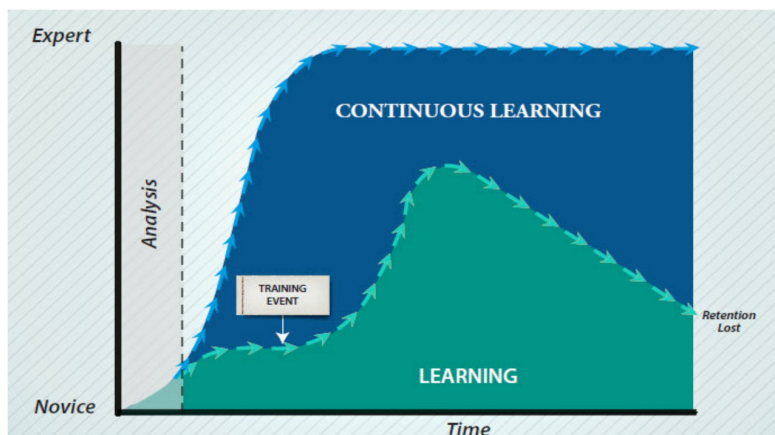 Expert
CONTINUOUS LEARNING
Analysis
TRAINING
EVENT
Retention
Lost
LEARNING
Novice
Time